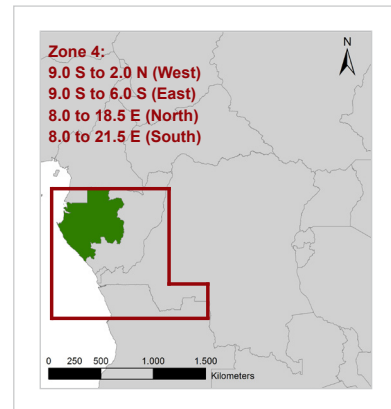 Zone 4:
9.0 S to 2.0 N (West)
9.0 S to 6.0 S (East)
8.0 to 18.5 E (North)
8.0 to 21.5 E (South)
N
0 250 500 1.000 1.500
Kilometers